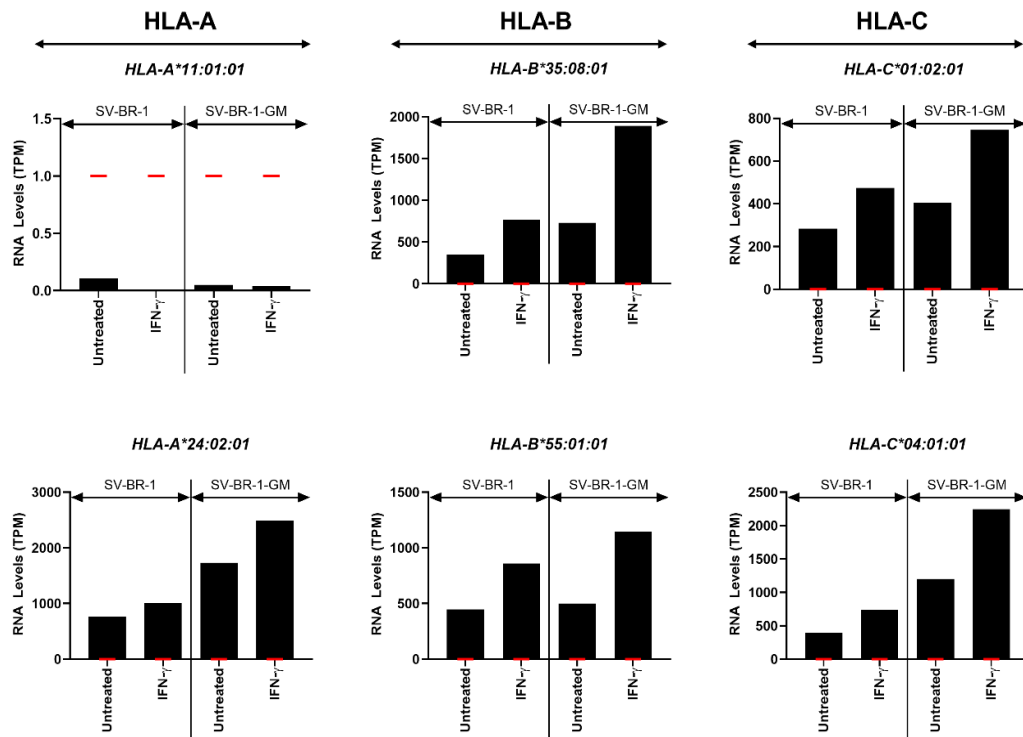 HLA-A
HLA-B
HLA-C
HLA-A*11:01:01
SV-BR-1
SV-BR-1-GM
RNA Levels (TPM)
1.5
1.0
0.5
0.0
Untreated
IFN-γ
Untreated
IFN-γ
HLA-B*35:08:01
SV-BR-1
SV-BR-1-GM
RNA Levels (TPM)
2000
1500
1000
500
0
Untreated
IFN-γ
Untreated
IFN-γ
HLA-C*01:02:01
SV-BR-1
SV-BR-1-GM
RNA Levels (TPM)
800
600
400
200
0
Untreated
IFN-γ
Untreated
IFN-γ
HLA-A*24:02:01
SV-BR-1
SV-BR-1-GM
RNA Levels (TPM)
3000
2000
1000
0
Untreated
IFN-γ
Untreated
IFN-γ
HLA-B*55:01:01
SV-BR-1
SV-BR-1-GM
RNA Levels (TPM)
1500
1000
500
0
Untreated
IFN-γ
Untreated
IFN-γ
HLA-C*04:01:01
SV-BR-1
SV-BR-1-GM
RNA Levels (TPM)
2500
2000
1500
1000
500
0
Untreated
IFN-γ
Untreated
IFN-γ